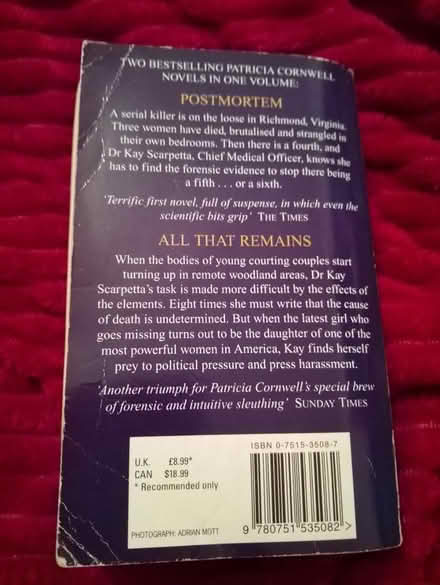 TWO BESTSELLING PATRICIA CORNWELL
NOVELS IN ONE VOLUME:
POSTMORTEM
A serial killer is on the loose in Richmond, Virginia.
Three women have died, brutalised and strangled in
their own bedrooms. Then there is a fourth, and
Dr Kay Scarpetta, Chief Medical Officer, knows she
has to find the forensic evidence to stop there being
a fifth . . . or a sixth.
'Terrific first novel, full of suspense, in which even the
scientific bits grip' THE TIMES
ALL THAT REMAINS
When the bodies of young courting couples start
turning up in remote woodland areas, Dr Kay
Scarpetta's task is made more difficult by the effects of
the elements. Eight times she must write that the cause
of death is undetermined. But when the latest girl who
goes missing turns out to be the daughter of one of the
most powerful women in America, Kay finds herself
prey to political pressure and press harassment.
'Another triumph for Patricia Cornwell's special brew
of forensic and intuitive sleuthing' SUNDAY TIMES
ISBN 0-7515-3508-7
U.K. £8.99*
CAN $18.99
* Recommended only
9 780751 535082 >
PHOTOGRAPH: ADRIAN MOTT